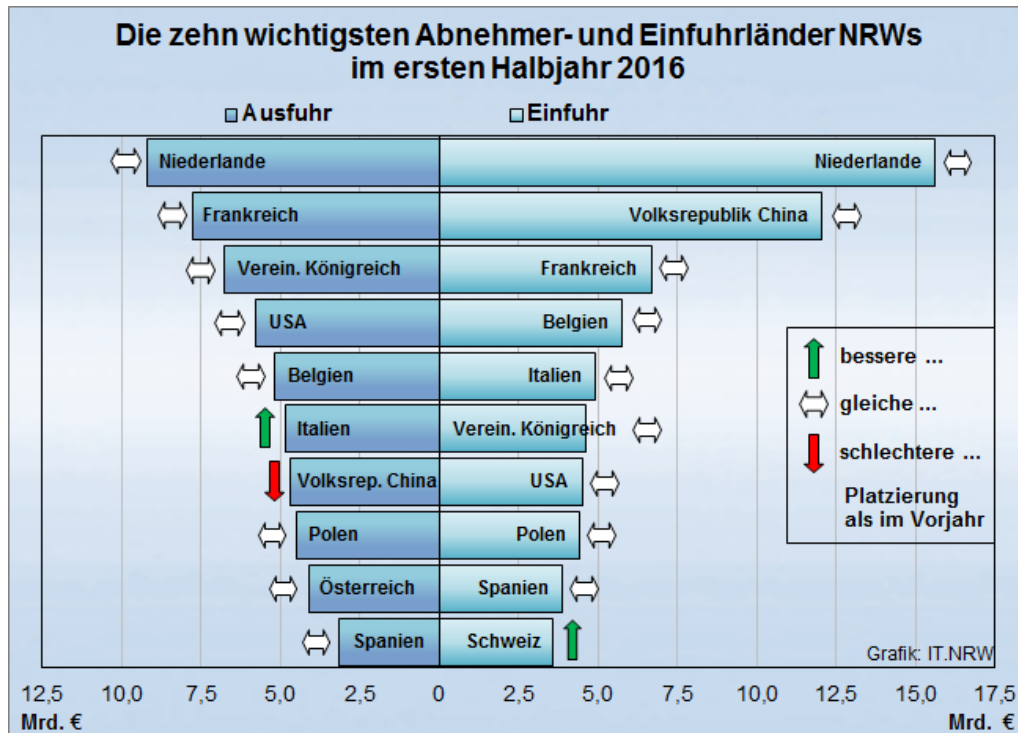 Die zehn wichtigsten Abnehmer- und Einfuhrländer NRWs
im ersten Halbjahr 2016
Ausfuhr Einfuhr
Niederlande Niederlande
Frankreich Volksrepublik China
Verein. Königreich Frankreich
USA Belgien
Belgien Italien
Italien Verein. Königreich
Volksrep. China USA
Polen Polen
Österreich Spanien
Spanien Schweiz
bessere ...
gleiche ...
schlechtere ...
Platzierung
als im Vorjahr
Grafik: IT.NRW
12,5 10,0 7,5 5,0 2,5 0 2,5 5,0 7,5 10,0 12,5 15,0 17,5
Mrd. € Mrd. €